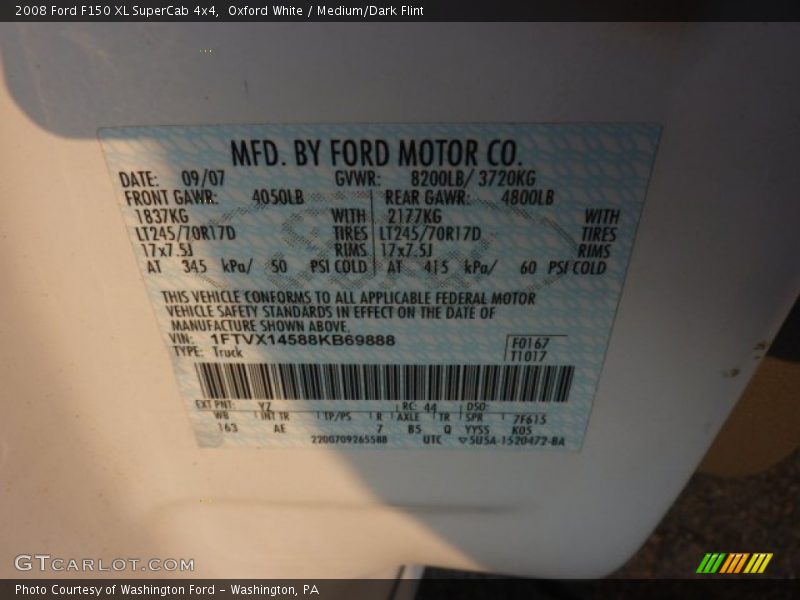 2008 Ford F150 XL SuperCab 4x4, Oxford White / Medium/Dark Flint
MFD. BY FORD MOTOR CO.
DATE: 09/07 GVWR: 8200LB/ 3720KG
FRONT GAWR: 4050LB REAR GAWR: 4800LB
1837KG WITH 2177KG WITH
LT245/70R17D TIRES LT245/70R17D TIRES
17x7.5J RIMS 17x7.5J RIMS
AT 345 kPa/ 50 PSI COLD AT 415 kPa/ 60 PSI COLD
THIS VEHICLE CONFORMS TO ALL APPLICABLE FEDERAL MOTOR
VEHICLE SAFETY STANDARDS IN EFFECT ON THE DATE OF
MANUFACTURE SHOWN ABOVE.
VIN: 1FTVX14588KB69888 F0167
TYPE: Truck T1017
EXT PNT: YZ RC: 44 DSO:
WB INT TR TP/PS R AXLE TR SPR 7F615
163 AE 7 B5 Q YY55 K05
2200709265588 UTC 5U5A-1520472-BA
GTCARLOT.COM
Photo Courtesy of Washington Ford - Washington, PA